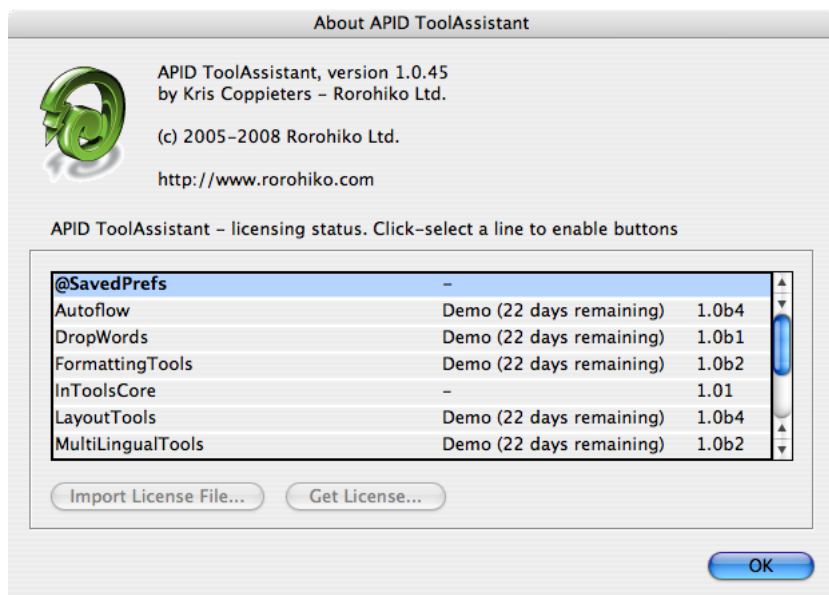 About APID ToolAssistant
APID ToolAssistant, version 1.0.45
by Kris Coppieters – Rorohiko Ltd.
(c) 2005–2008 Rorohiko Ltd.
http://www.rorohiko.com
APID ToolAssistant – licensing status. Click–select a line to enable buttons
@SavedPrefs –
Autoflow Demo (22 days remaining) 1.0b4
DropWords Demo (22 days remaining) 1.0b1
FormattingTools Demo (22 days remaining) 1.0b2
InToolsCore – 1.01
LayoutTools Demo (22 days remaining) 1.0b4
MultiLingualTools Demo (22 days remaining) 1.0b2
Import License File... Get License...
OK